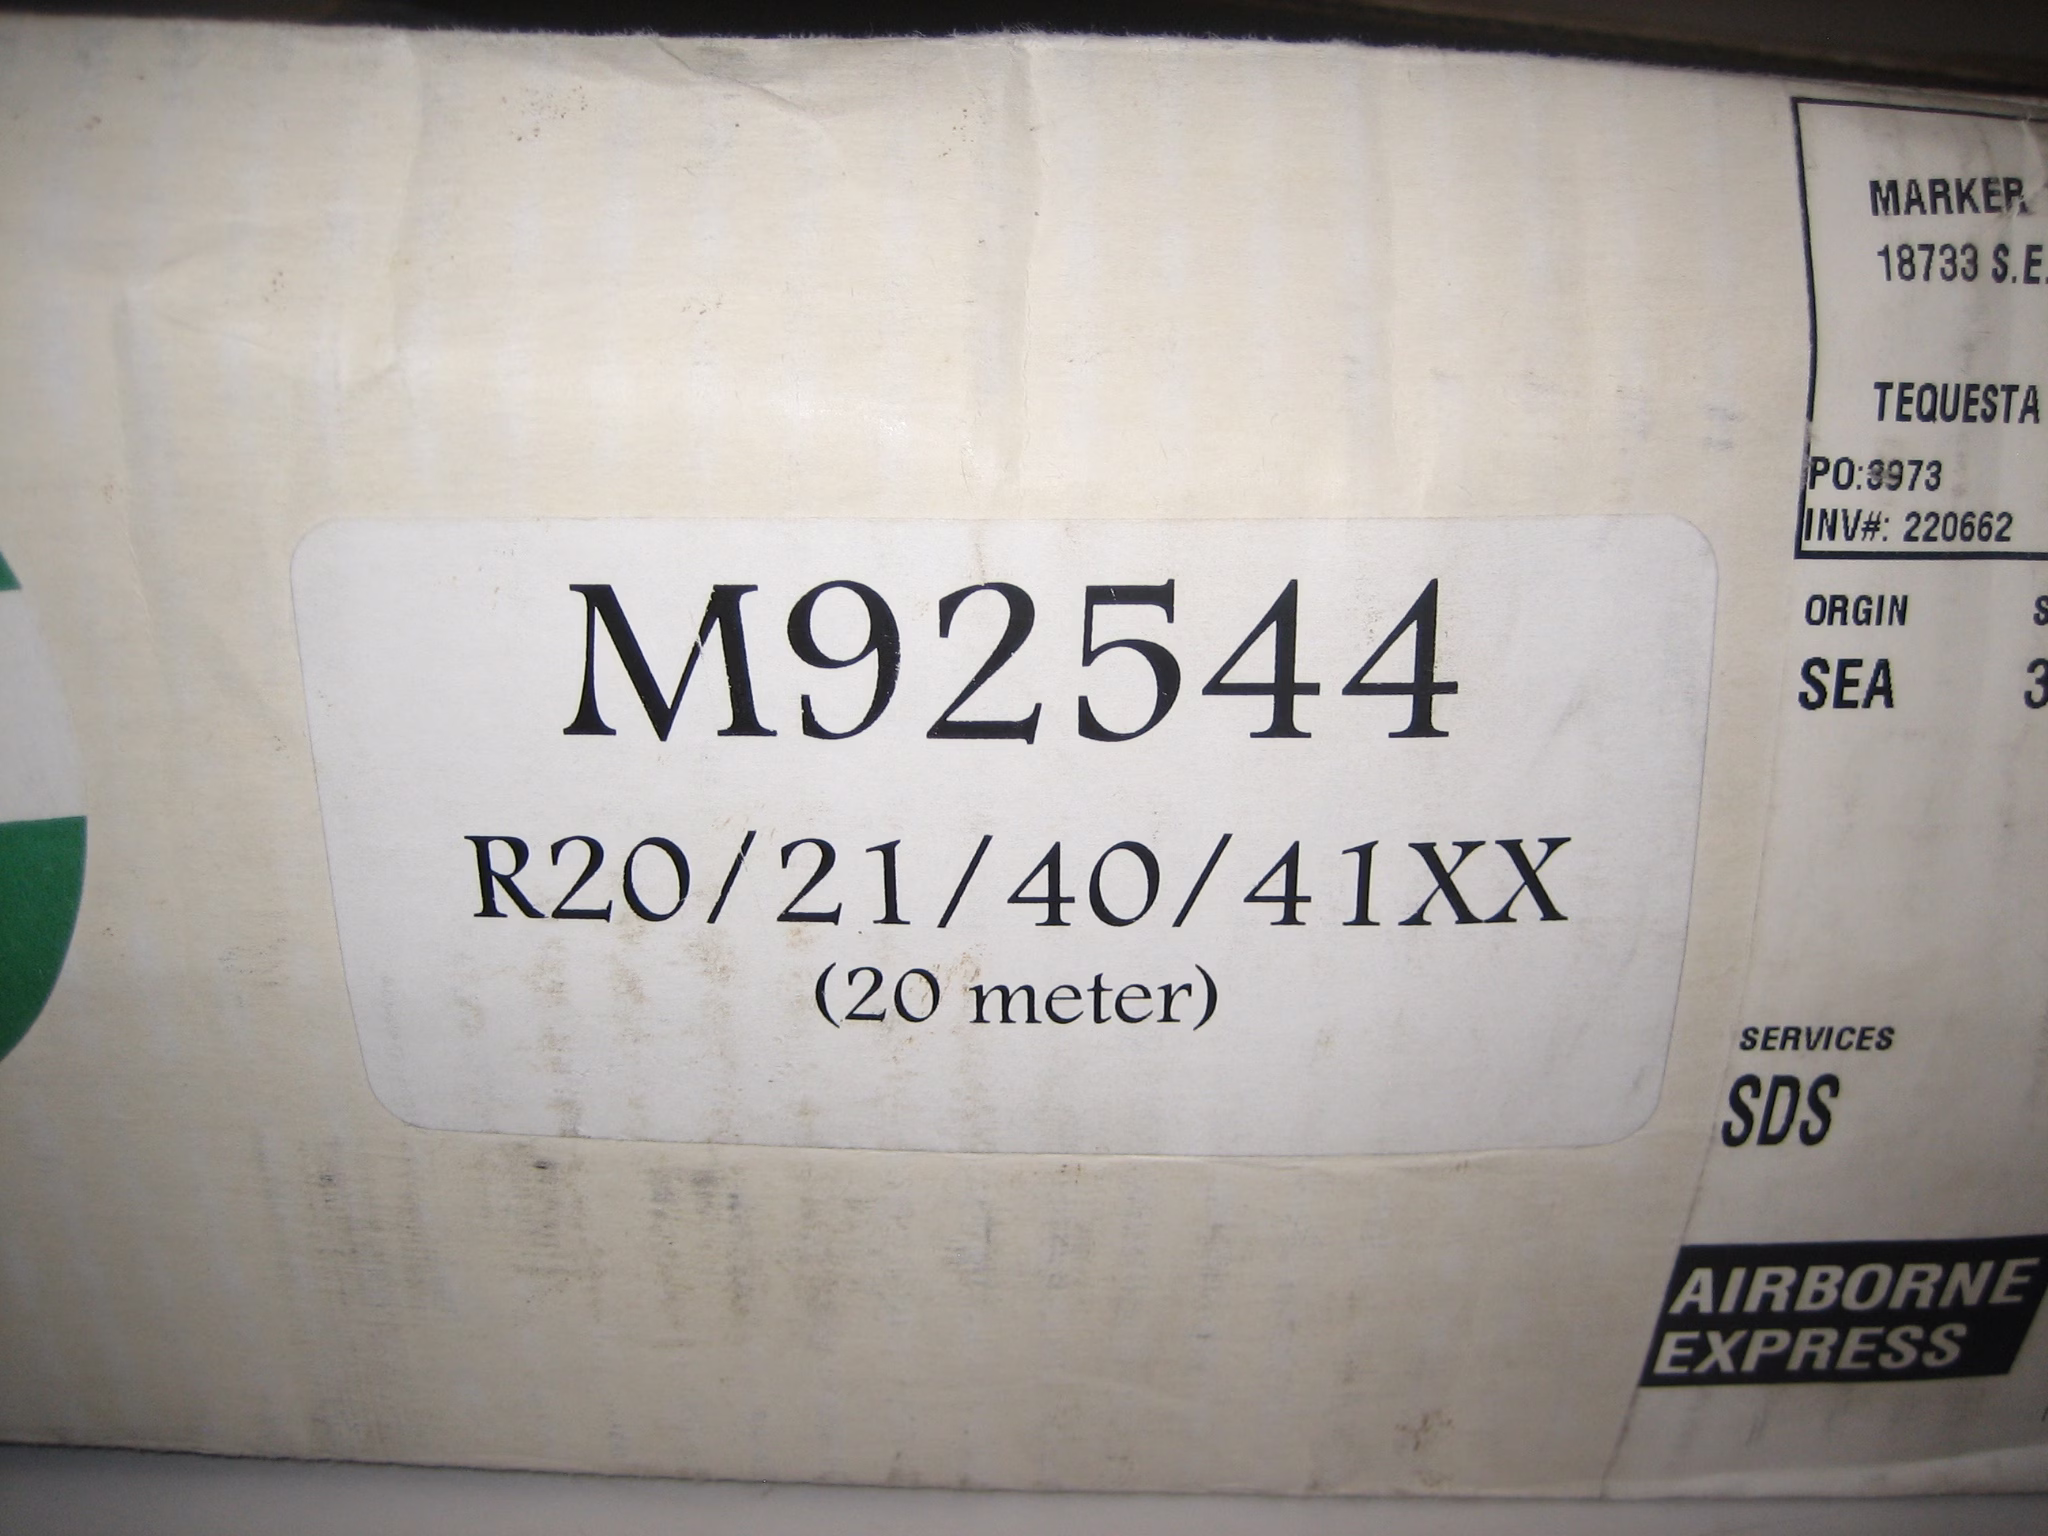 M92544
R20/21/40/41XX
(20 meter)
MARKER
18733 S.E.
TEQUESTA
PO:3973
INV#: 220662
ORGIN
SEA
SERVICES
SDS
AIRBORNE
EXPRESS